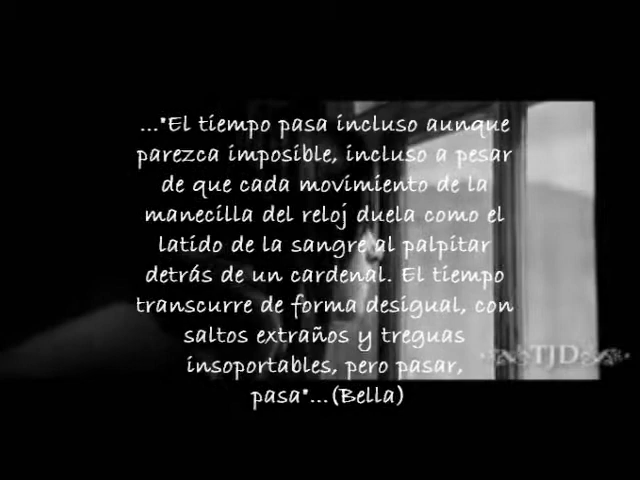 ..."El tiempo pasa incluso aunque
parezca imposible, incluso a pesar
de que cada movimiento de la
manecilla del reloj duela como el
latido de la sangre al palpitar
detrás de un cardenal. El tiempo
transcurre de forma desigual, con
saltos extraños y treguas
insoportables, pero pasar,
pasa"...(Bella)
TJD